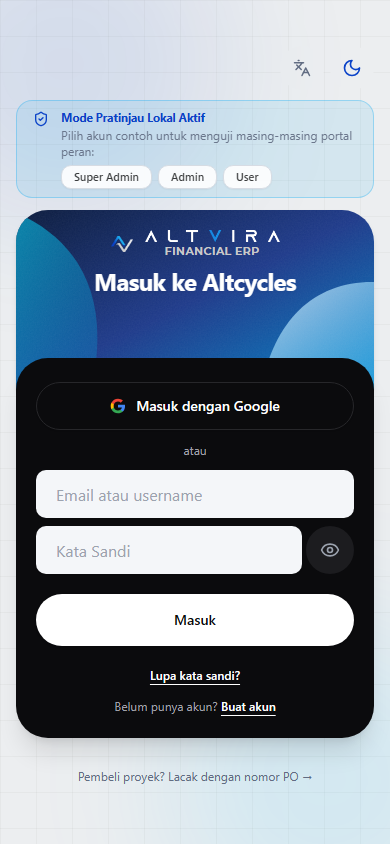 Mode Pratinjau Lokal Aktif
Pilih akun contoh untuk menguji masing-masing portal
peran:
Super Admin Admin User
ALTVIRA
FINANCIAL ERP
Masuk ke Altcycles
Masuk dengan Google
atau
Email atau username
Kata Sandi
Masuk
Lupa kata sandi?
Belum punya akun? Buat akun
Pembeli proyek? Lacak dengan nomor PO →